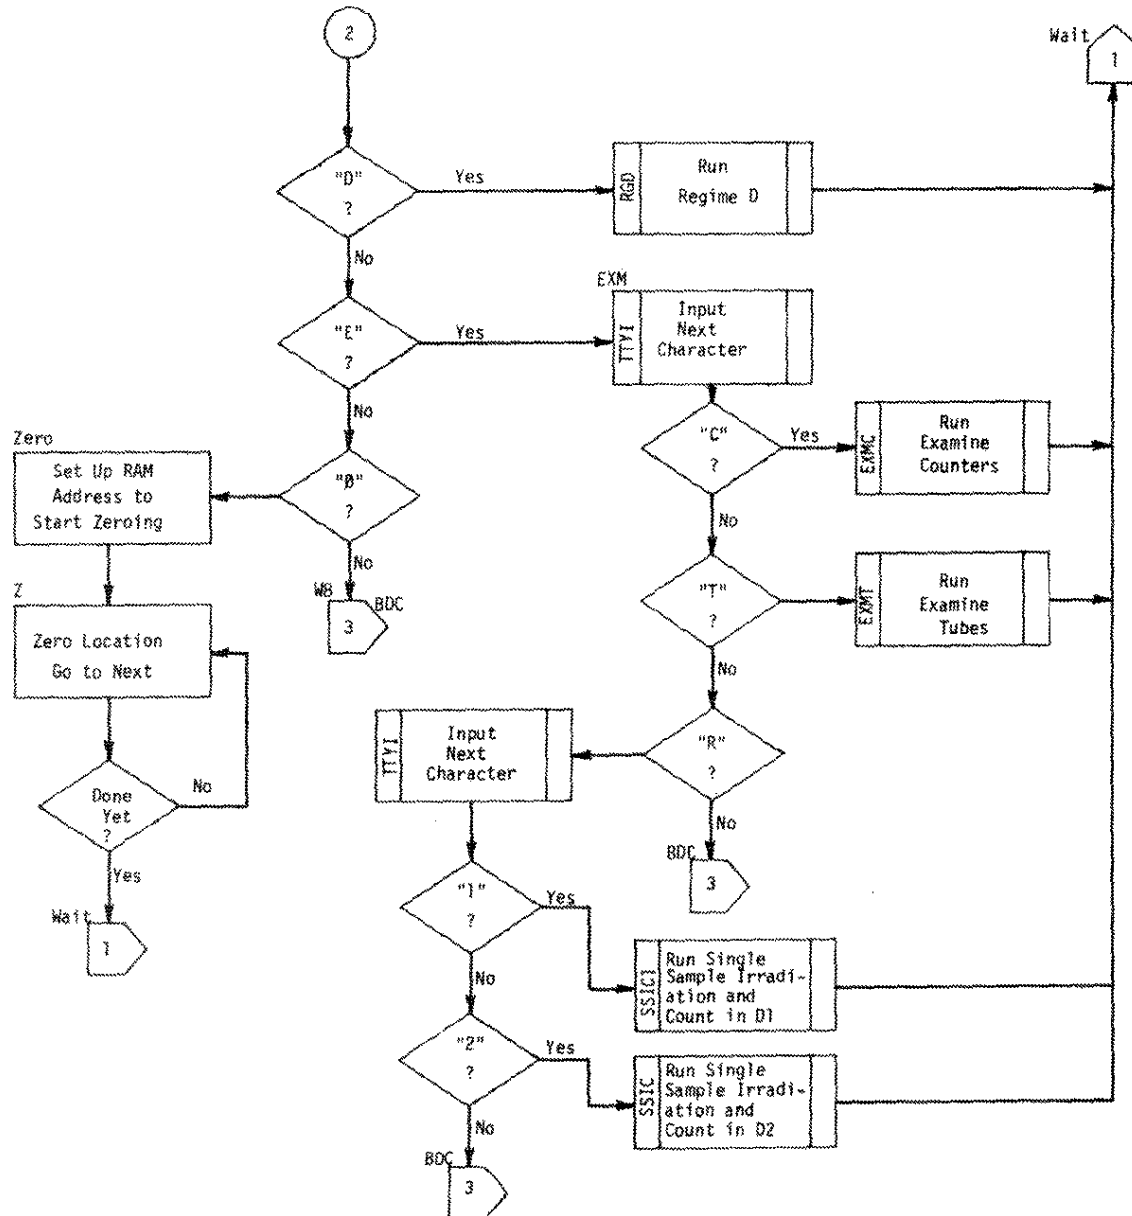 2
Wait
1
"D"
?
Yes
RGD
Run
Regime D
No
EXM
"E"
?
Yes
TTYI
Input
Next
Character
No
Zero
Set Up RAM
Address to
Start Zeroing
"Ø"
?
"C"
?
Yes
EXMC
Run
Examine
Counters
No
No
WB
BDC
3
Z
Zero Location
Go to Next
"T"
?
EXMT
Run
Examine
Tubes
No
TTYI
Input
Next
Character
"R"
?
Done
Yet
?
No
Yes
No
BDC
3
Wait
1
"1"
?
Yes
SSIC1
Run Single
Sample Irradi-
ation and
Count in D1
No
"2"
?
Yes
SSIC
Run Single
Sample Irradi-
ation and
Count in D2
No
BDC
3